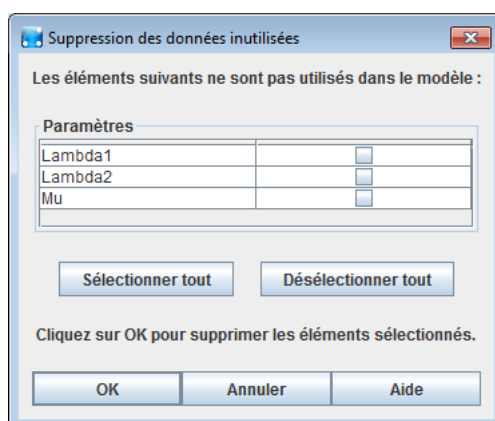 Suppression des données inutilisées
Les éléments suivants ne sont pas utilisés dans le modèle :
Paramètres
Lambda1
Lambda2
Mu
Sélectionner tout
Désélectionner tout
Cliquez sur OK pour supprimer les éléments sélectionnés.
OK
Annuler
Aide